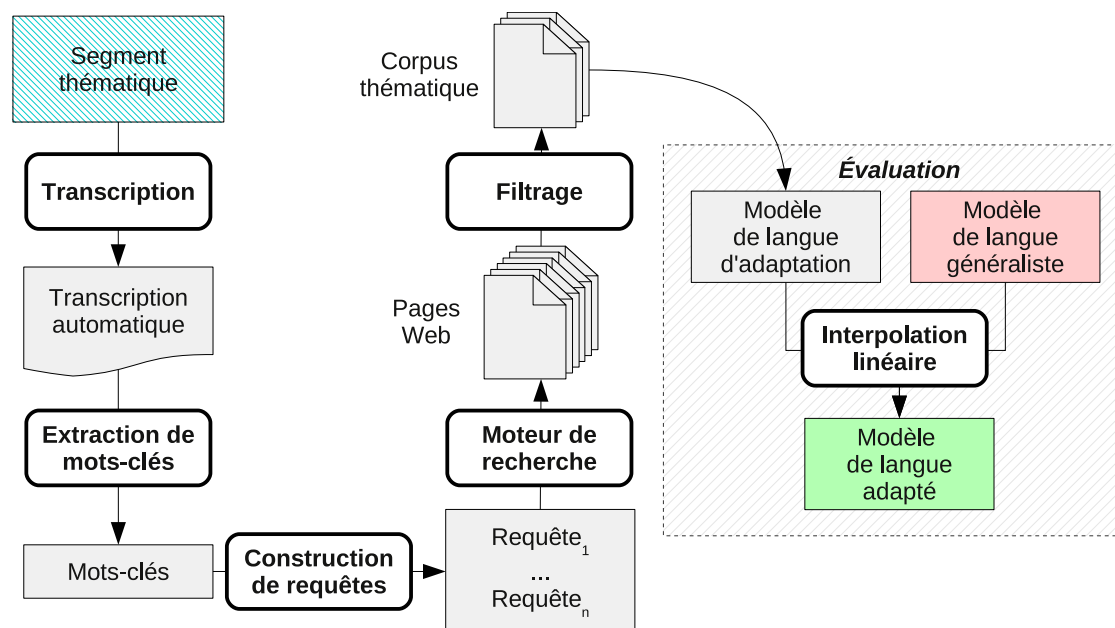 Segment
thématique
Transcription
Transcription
automatique
Extraction de
mots-clés
Mots-clés
Construction
de requêtes
Requête1
...
Requêten
Moteur de
recherche
Pages
Web
Filtrage
Corpus
thématique
Évaluation
Modèle
de langue
d'adaptation
Modèle
de langue
généraliste
Interpolation
linéaire
Modèle
de langue
adapté